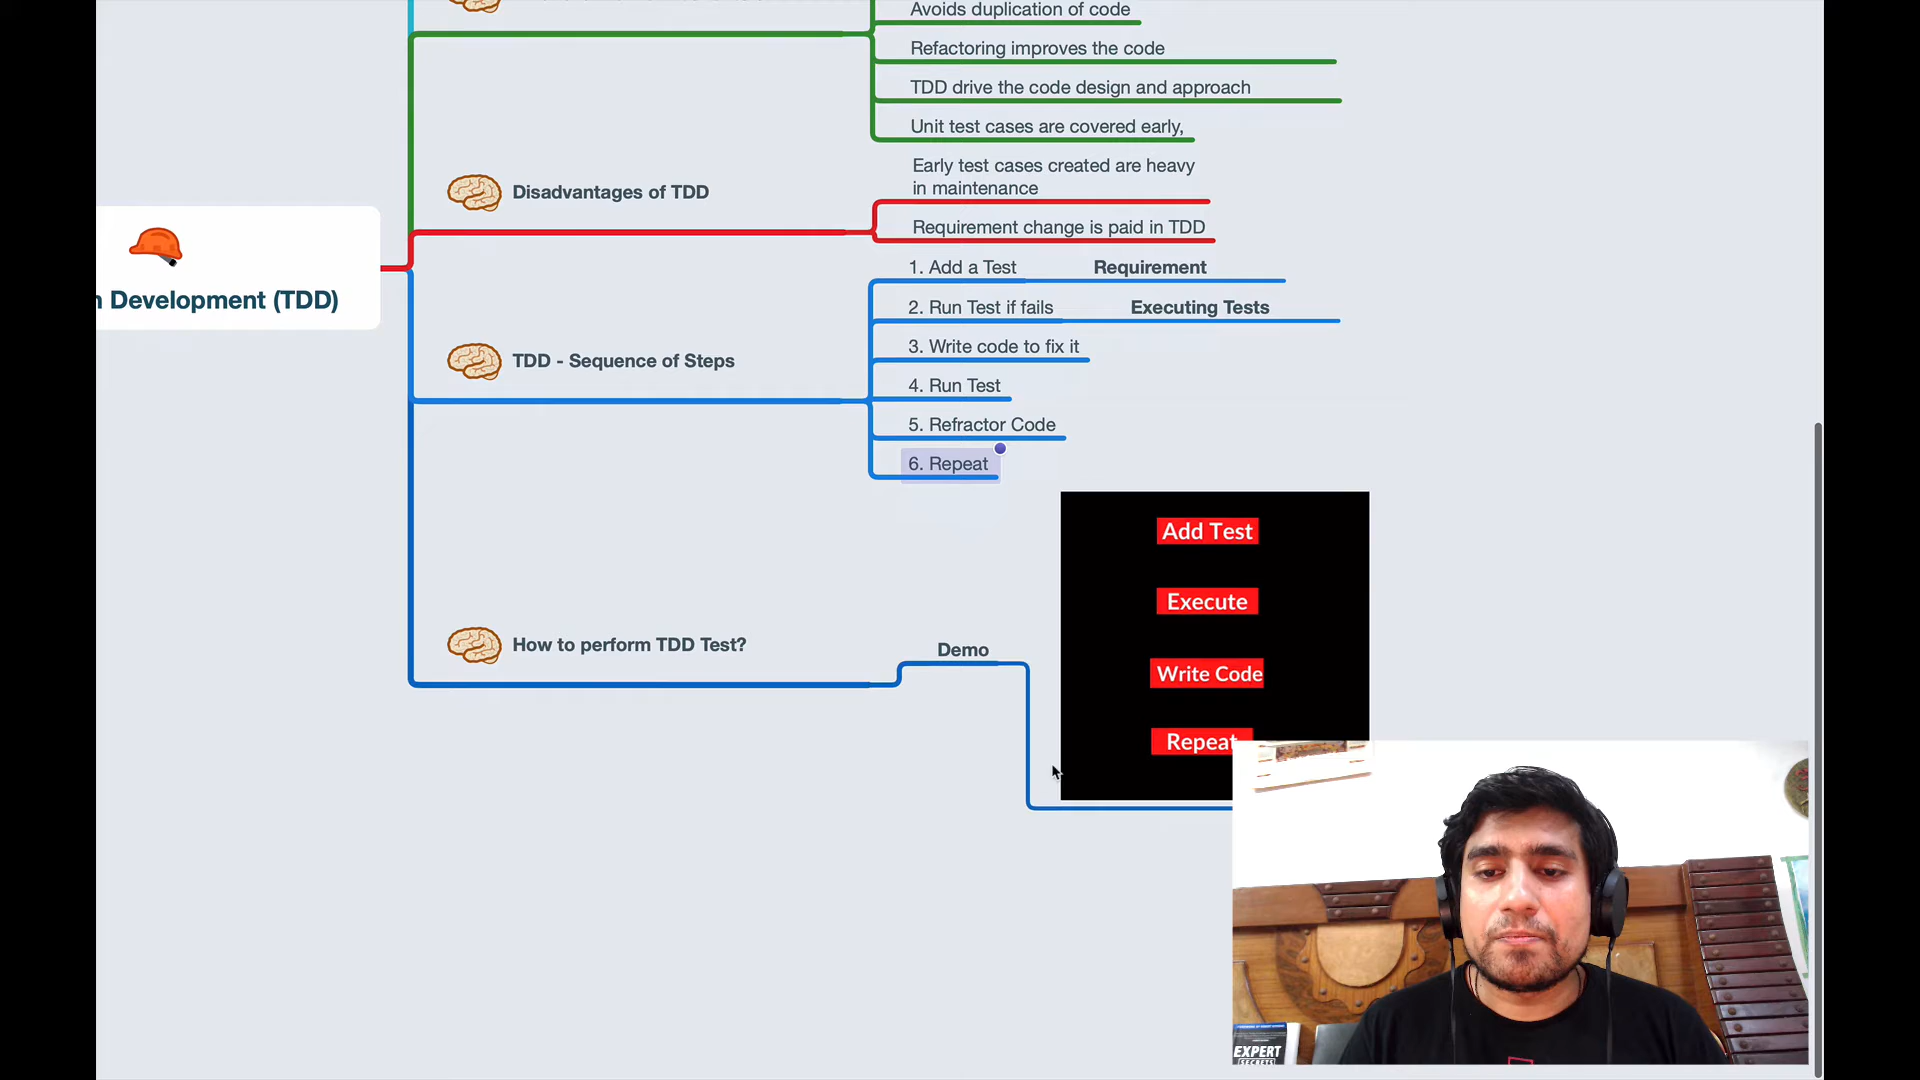 Avoids duplication of code
Refactoring improves the code
TDD drive the code design and approach
Unit test cases are covered early,
Disadvantages of TDD
Early test cases created are heavy
in maintenance
Requirement change is paid in TDD
Development (TDD)
TDD - Sequence of Steps
1. Add a Test
Requirement
2. Run Test if fails
Executing Tests
3. Write code to fix it
4. Run Test
5. Refractor Code
6. Repeat
How to perform TDD Test?
Demo
Add Test
Execute
Write Code
Repeat
EXPERT
SECRETS